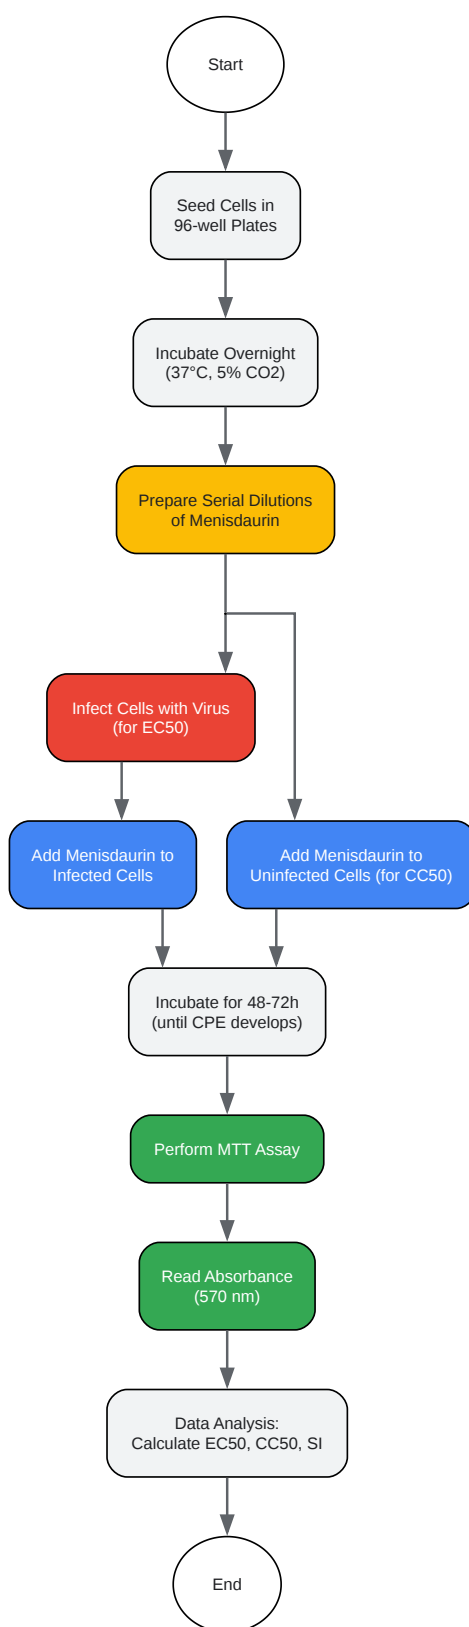 Start
Seed Cells in
96-well Plates
Incubate Overnight
(37°C, 5% CO2)
Prepare Serial Dilutions
of Menisdaurin
Infect Cells with Virus
(for EC50)
Add Menisdaurin to
Infected Cells
Add Menisdaurin to
Uninfected Cells (for CC50)
Incubate for 48-72h
(until CPE develops)
Perform MTT Assay
Read Absorbance
(570 nm)
Data Analysis:
Calculate EC50, CC50, SI
End